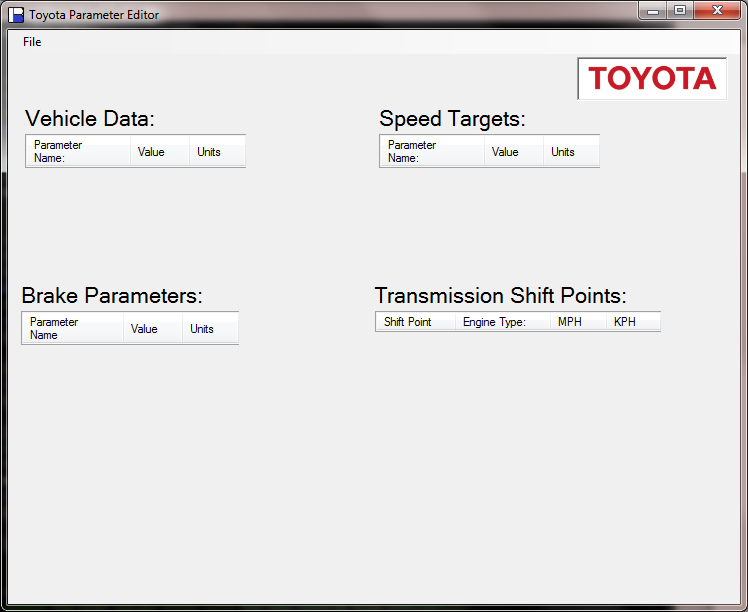 Toyota Parameter Editor
File
TOYOTA
Vehicle Data:
Parameter
Name:
Value
Units
Speed Targets:
Parameter
Name:
Value
Units
Brake Parameters:
Parameter
Name
Value
Units
Transmission Shift Points:
Shift Point
Engine Type:
MPH
KPH